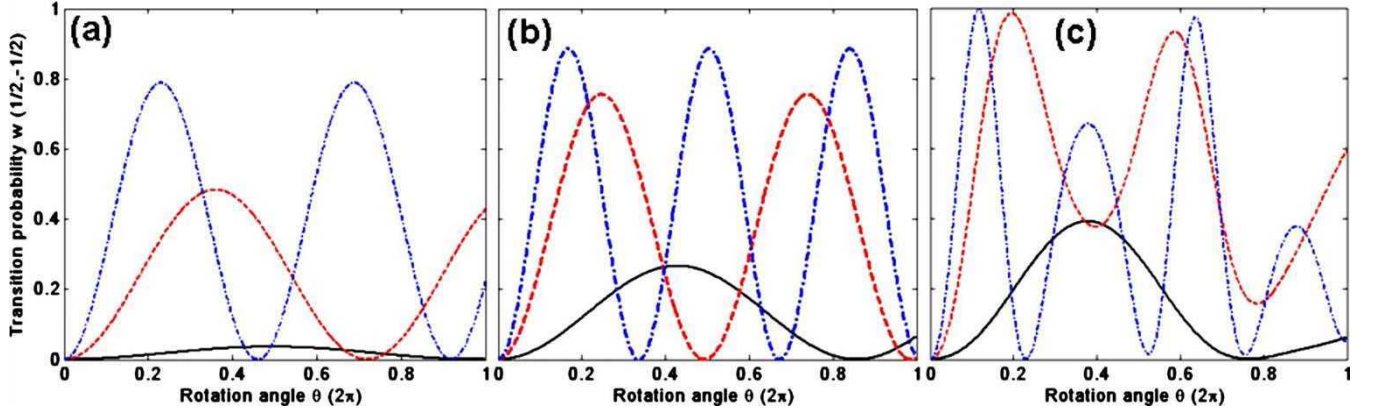 (a)
(b)
(c)
Transition probability w (1/2,-1/2)
1
0.8
0.6
0.4
0.2
0
0 0.2 0.4 0.6 0.8 1 0 0.2 0.4 0.6 0.8 1 0 0.2 0.4 0.6 0.8 1
Rotation angle θ (2π) Rotation angle θ (2π) Rotation angle θ (2π)